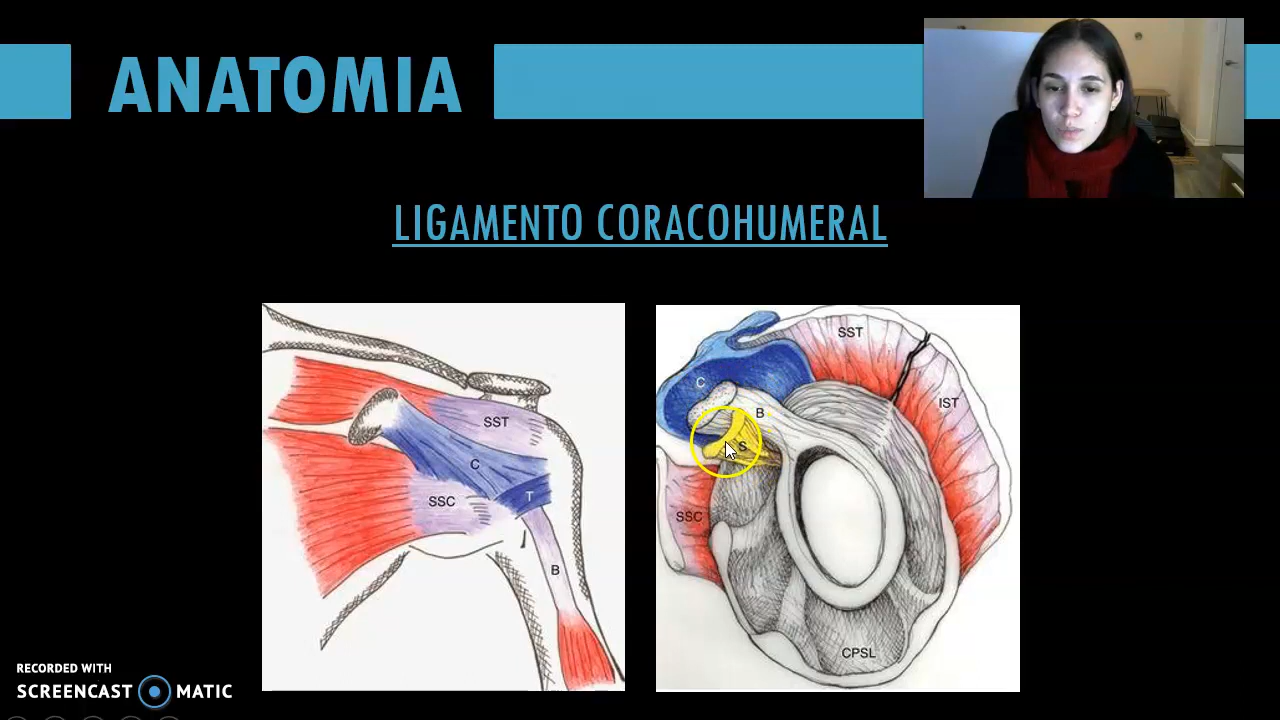 ANATOMIA
LIGAMENTO CORACOHUMERAL
SST
C
SSC
T
B
SST
C
B
IST
S
SSC
CPSL
RECORDED WITH
SCREENCAST MATIC